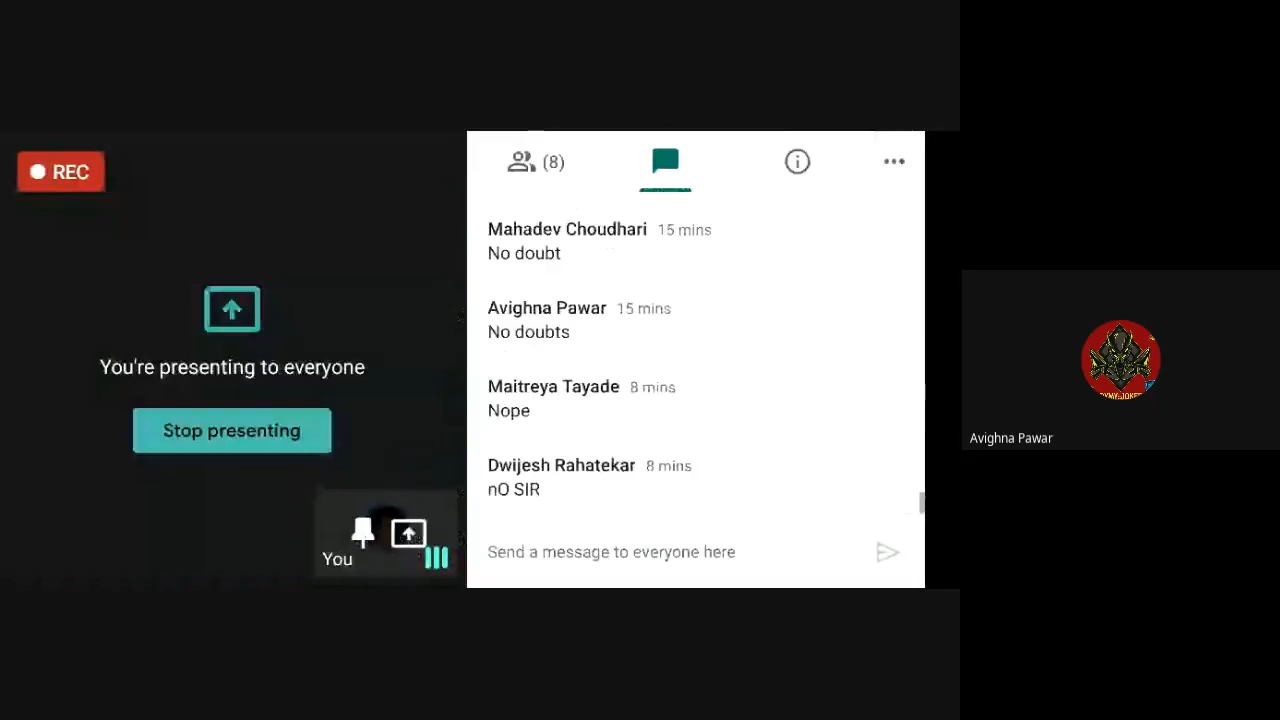 REC
You're presenting to everyone
Stop presenting
You
(8)
Mahadev Choudhari 15 mins
No doubt
Avighna Pawar 15 mins
No doubts
Maitreya Tayade 8 mins
Nope
Dwijesh Rahatekar 8 mins
nO SIR
Send a message to everyone here
Avighna Pawar